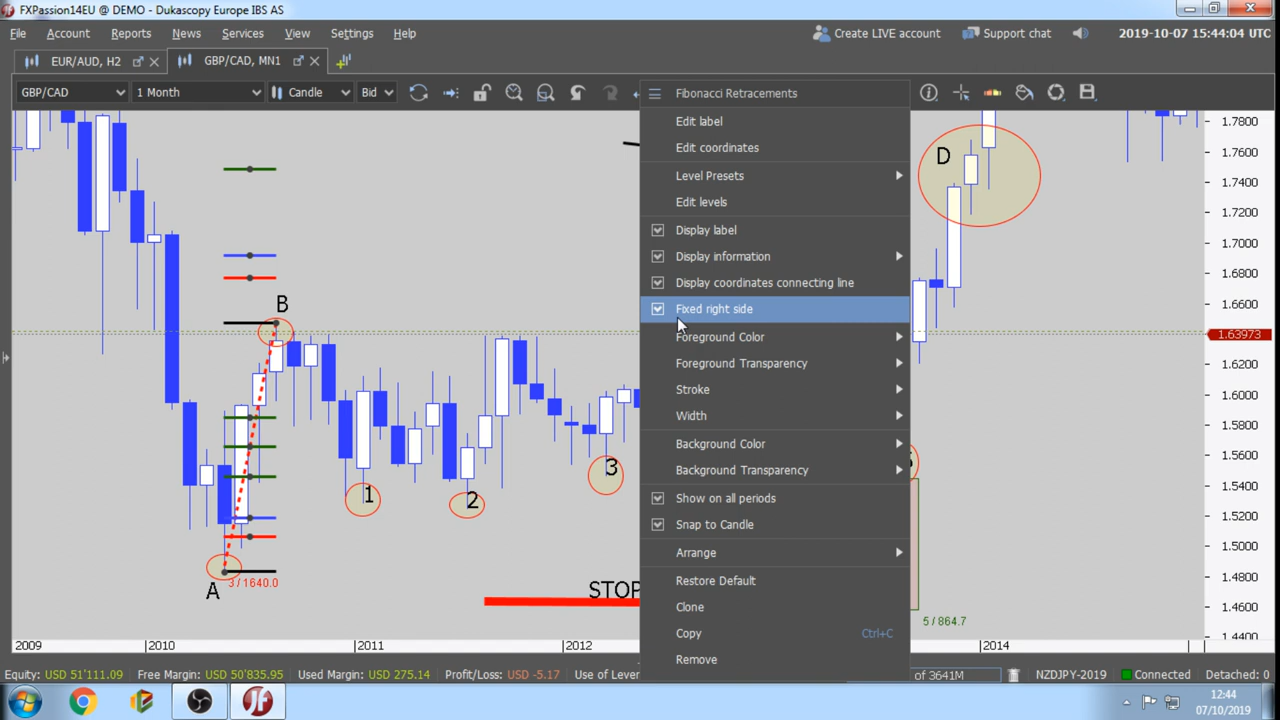 FXPassion14EU @ DEMO - Dukascopy Europe IBS AS
File Account Reports News Services View Settings Help
Create LIVE account Support chat 2019-10-07 15:44:04 UTC
EUR/AUD, H2 GBP/CAD, MN1
GBP/CAD 1 Month Candle Bid
Fibonacci Retracements
Edit label
Edit coordinates
Level Presets
Edit levels
Display label
Display information
Display coordinates connecting line
Fixed right side
Foreground Color
Foreground Transparency
Stroke
Width
Background Color
Background Transparency
Show on all periods
Snap to Candle
Arrange
Restore Default
Clone
Copy Ctrl+C
Remove
D
B
1
2
3
A
3 / 1640.0
STOP
5 / 864.7
1.7800
1.7600
1.7400
1.7200
1.7000
1.6800
1.6600
1.63973
1.6200
1.6000
1.5800
1.5600
1.5400
1.5200
1.5000
1.4800
1.4600
1.4400
2009 2010 2011 2012 2014
Equity: USD 51'111.09 Free Margin: USD 50'835.95 Used Margin: USD 275.14 Profit/Loss: USD -5.17 Use of Lever
of 3641M NZDJPY-2019 Connected Detached: 0
12:44
07/10/2019